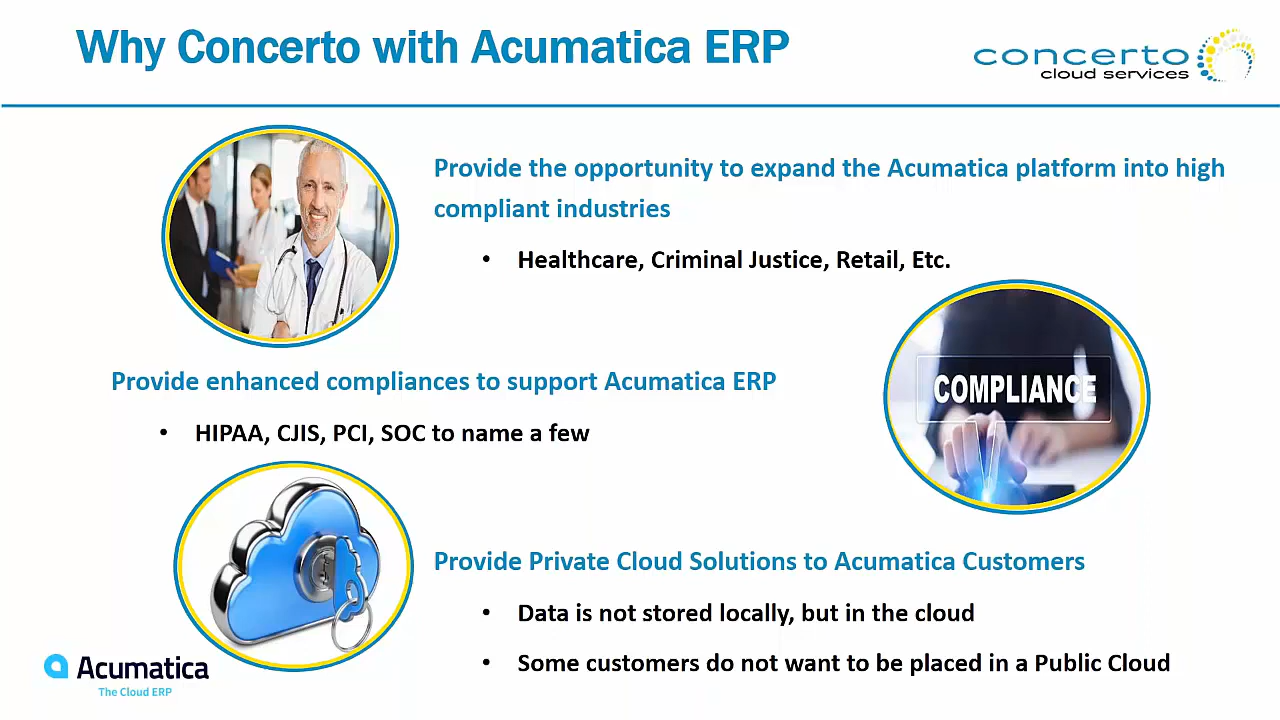 Why Concerto with Acumatica ERP
concerto
cloud services
Provide the opportunity to expand the Acumatica platform into high
compliant industries
• Healthcare, Criminal Justice, Retail, Etc.
COMPLIANCE
Provide enhanced compliances to support Acumatica ERP
• HIPAA, CJIS, PCI, SOC to name a few
Provide Private Cloud Solutions to Acumatica Customers
• Data is not stored locally, but in the cloud
• Some customers do not want to be placed in a Public Cloud
Acumatica
The Cloud ERP